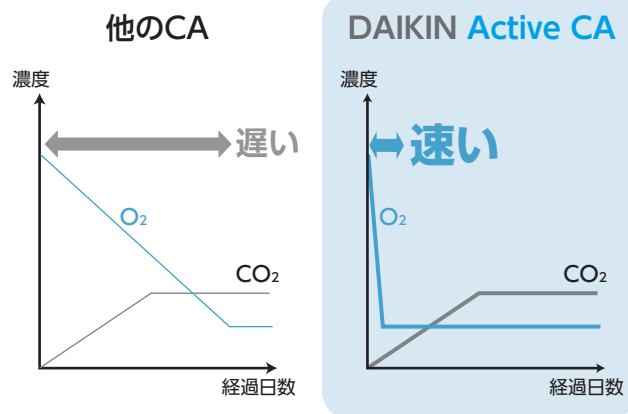 他のCA
濃度
遅い
O₂
CO₂
経過日数
DAIKIN Active CA
濃度
速い
O₂
CO₂
経過日数